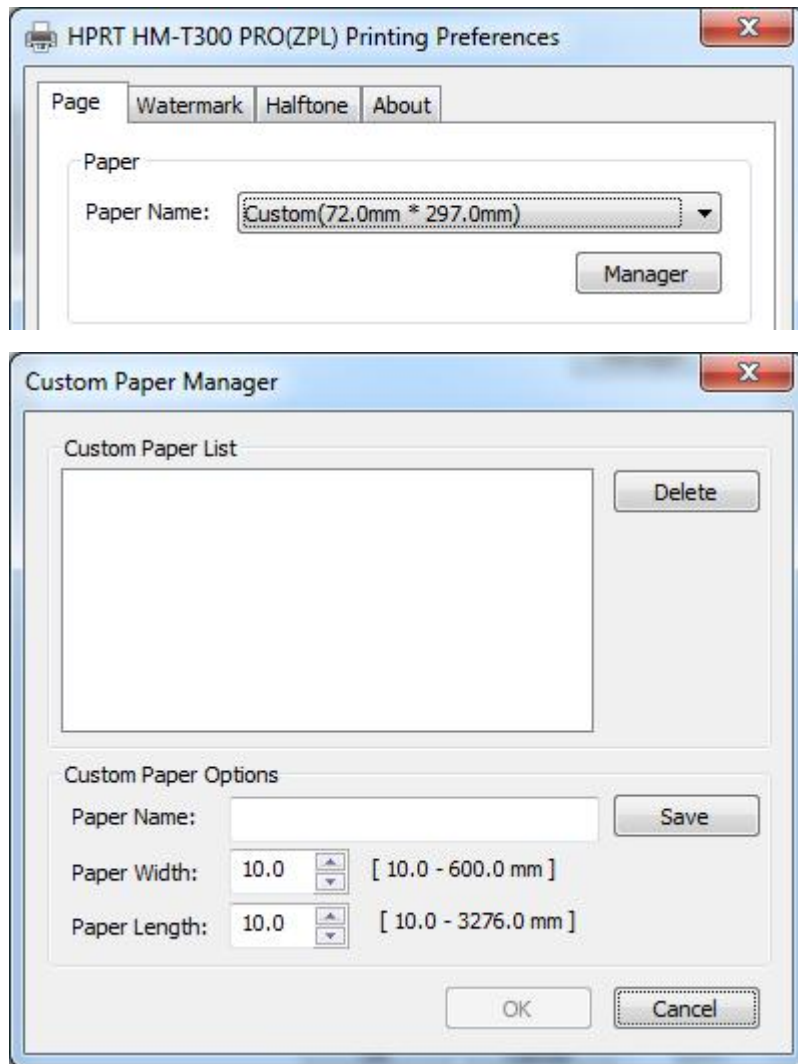 HPRT HM-T300 PRO(ZPL) Printing Preferences
Page Watermark Halftone About
Paper
Paper Name: Custom(72.0mm * 297.0mm)
Manager
Custom Paper Manager
Custom Paper List
Delete
Custom Paper Options
Paper Name: Save
Paper Width: 10.0 [ 10.0 - 600.0 mm ]
Paper Length: 10.0 [ 10.0 - 3276.0 mm ]
OK Cancel